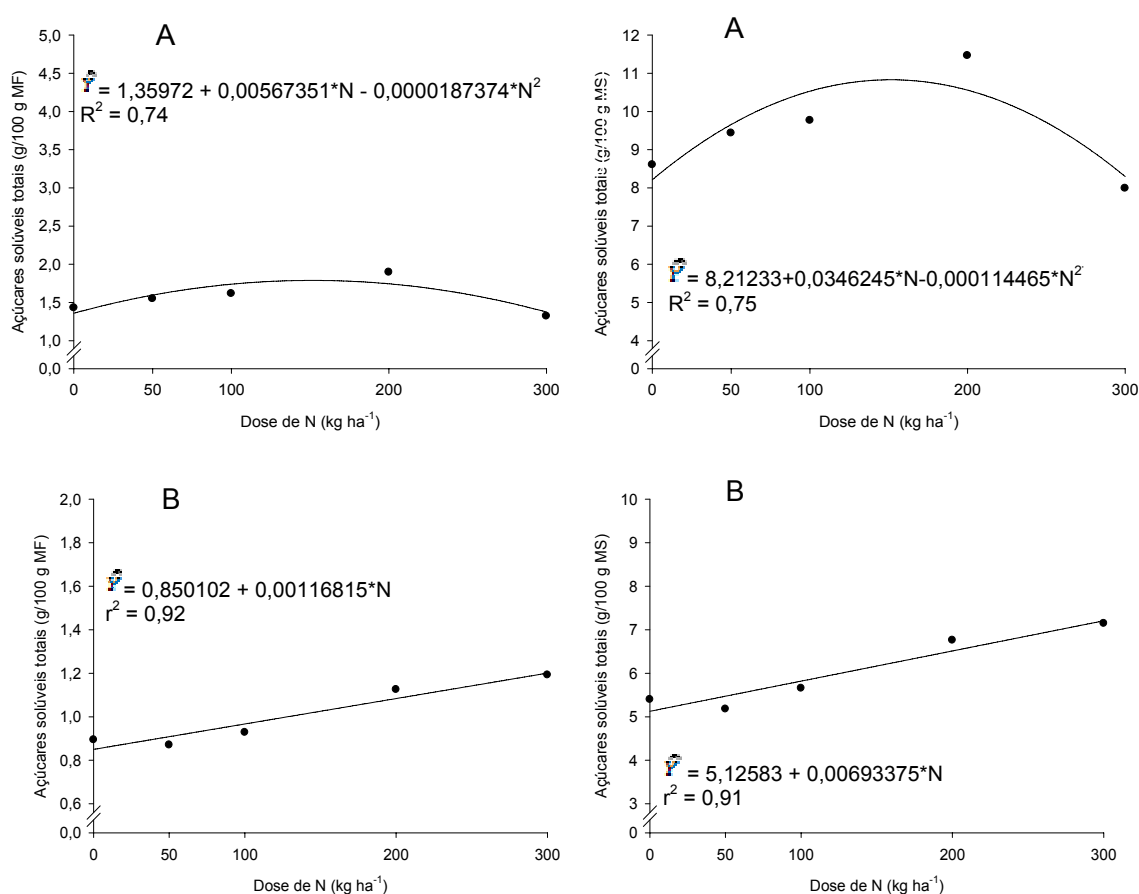 A
Açúcares solúveis totais (g/100 g MF)
5,0
4,5
4,0
3,5
3,0
2,5
2,0
1,5
1,0
0,0
= 1,35972 + 0,00567351*N - 0,0000187374*N²
R² = 0,74
0 50 100 200 300
Dose de N (kg ha⁻¹)
A
Açúcares solúveis totais (g/100 g MS)
12
11
10
9
8
7
6
5
4
0
= 8,21233+0,0346245*N-0,000114465*N²
R² = 0,75
0 50 100 200 300
Dose de N (kg ha⁻¹)
B
Açúcares solúveis totais (g/100 g MF)
2,0
1,8
1,6
1,4
1,2
1,0
0,8
0,6
0,0
= 0,850102 + 0,00116815*N
r² = 0,92
0 50 100 200 300
Dose de N (kg ha⁻¹)
B
Açúcares solúveis totais (g/100 g MS)
10
9
8
7
6
5
4
3
0
= 5,12583 + 0,00693375*N
r² = 0,91
0 50 100 200 300
Dose de N (kg ha⁻¹)